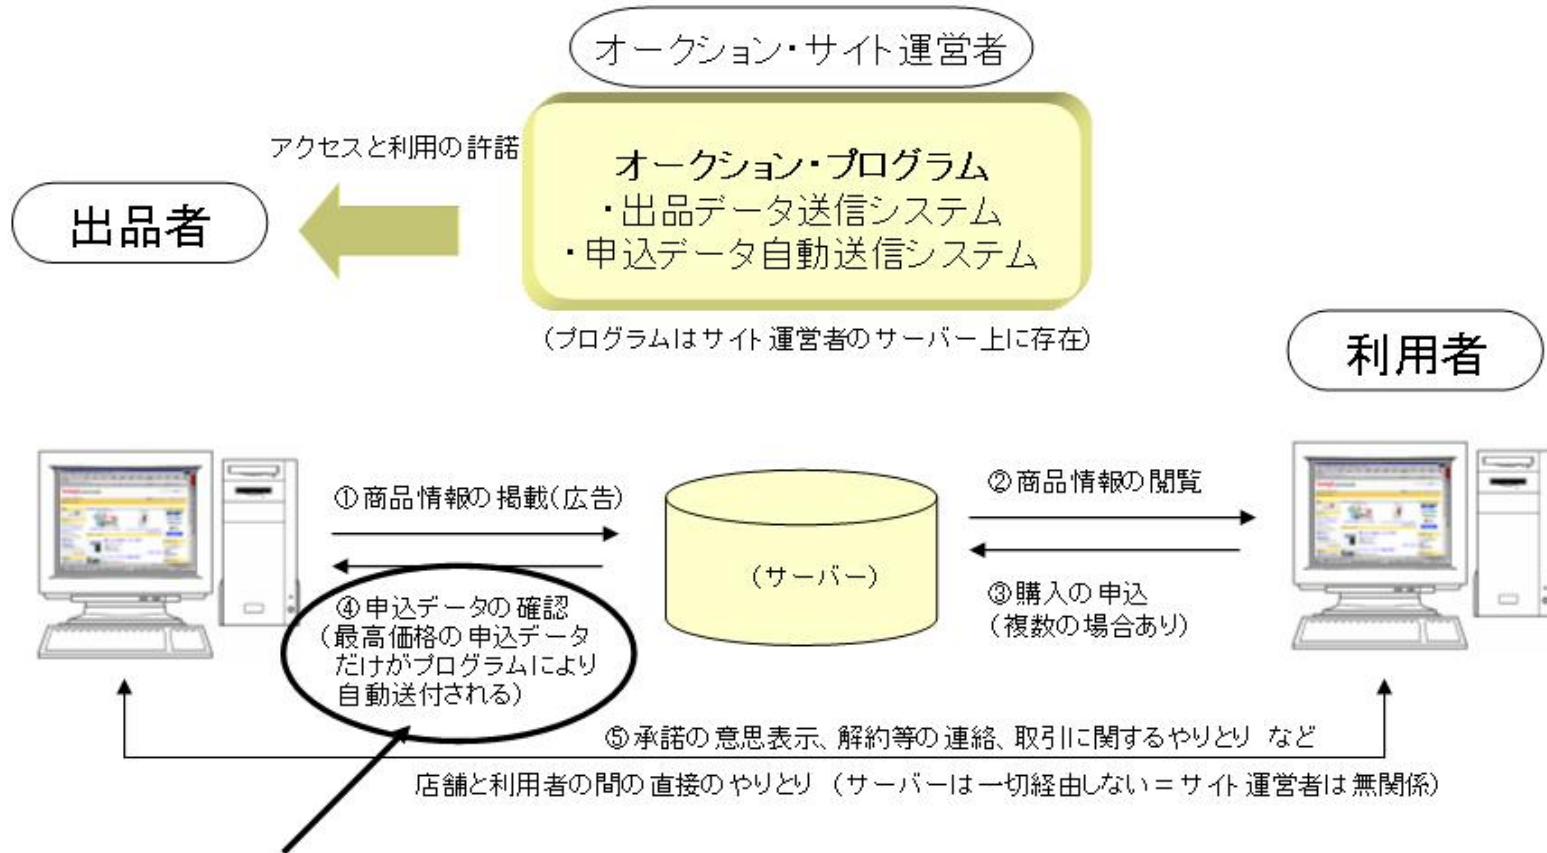 オークション・サイト運営者
アクセスと利用の許諾
オークション・プログラム
・出品データ送信システム
・申込データ自動送信システム
出品者
(プログラムはサイト運営者のサーバー上に存在)
利用者
①商品情報の掲載(広告)
②商品情報の閲覧
(サーバー)
③購入の申込
(複数の場合あり)
④申込データの確認
(最高価格の申込データ
だけがプログラムにより
自動送付される)
⑤承諾の意思表示、解約等の連絡、取引に関するやりとり など
店舗と利用者の間の直接のやりとり (サーバーは一切経由しない=サイト運営者は無関係)